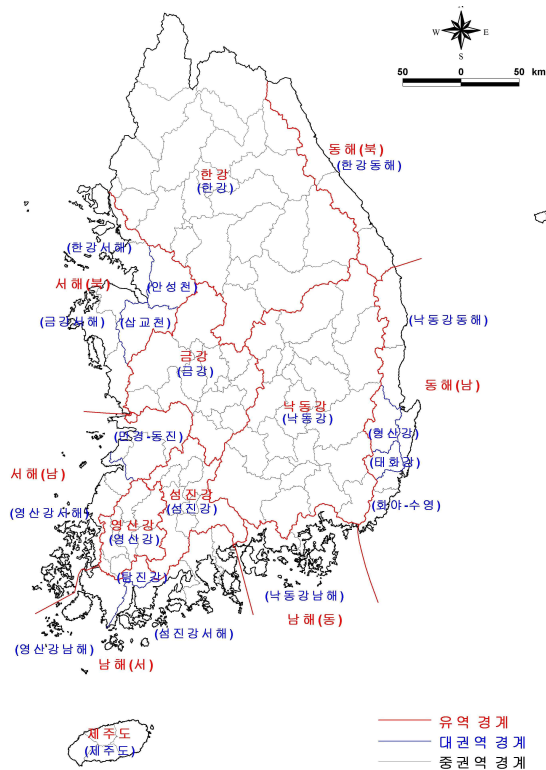 N
W E
S
50 0 50 km
동해(북)
(한강동해)
한강
(한강)
(한강서해)
서해(북)
(안성천)
(금강서해)
(삽교천)
(낙동강동해)
금강
(금강)
동해(남)
낙동강
(낙동강)
(형산강)
(만경-동진)
(태화강)
서해(남)
섬진강
(섬진강)
(회야-수영)
(영산강서해)
영산강
(영산강)
(탐진강)
(낙동강남해)
남해(동)
(섬진강서해)
(영산강남해)
남해(서)
제주도
(제주도)
유역 경계
대권역 경계
중권역 경계